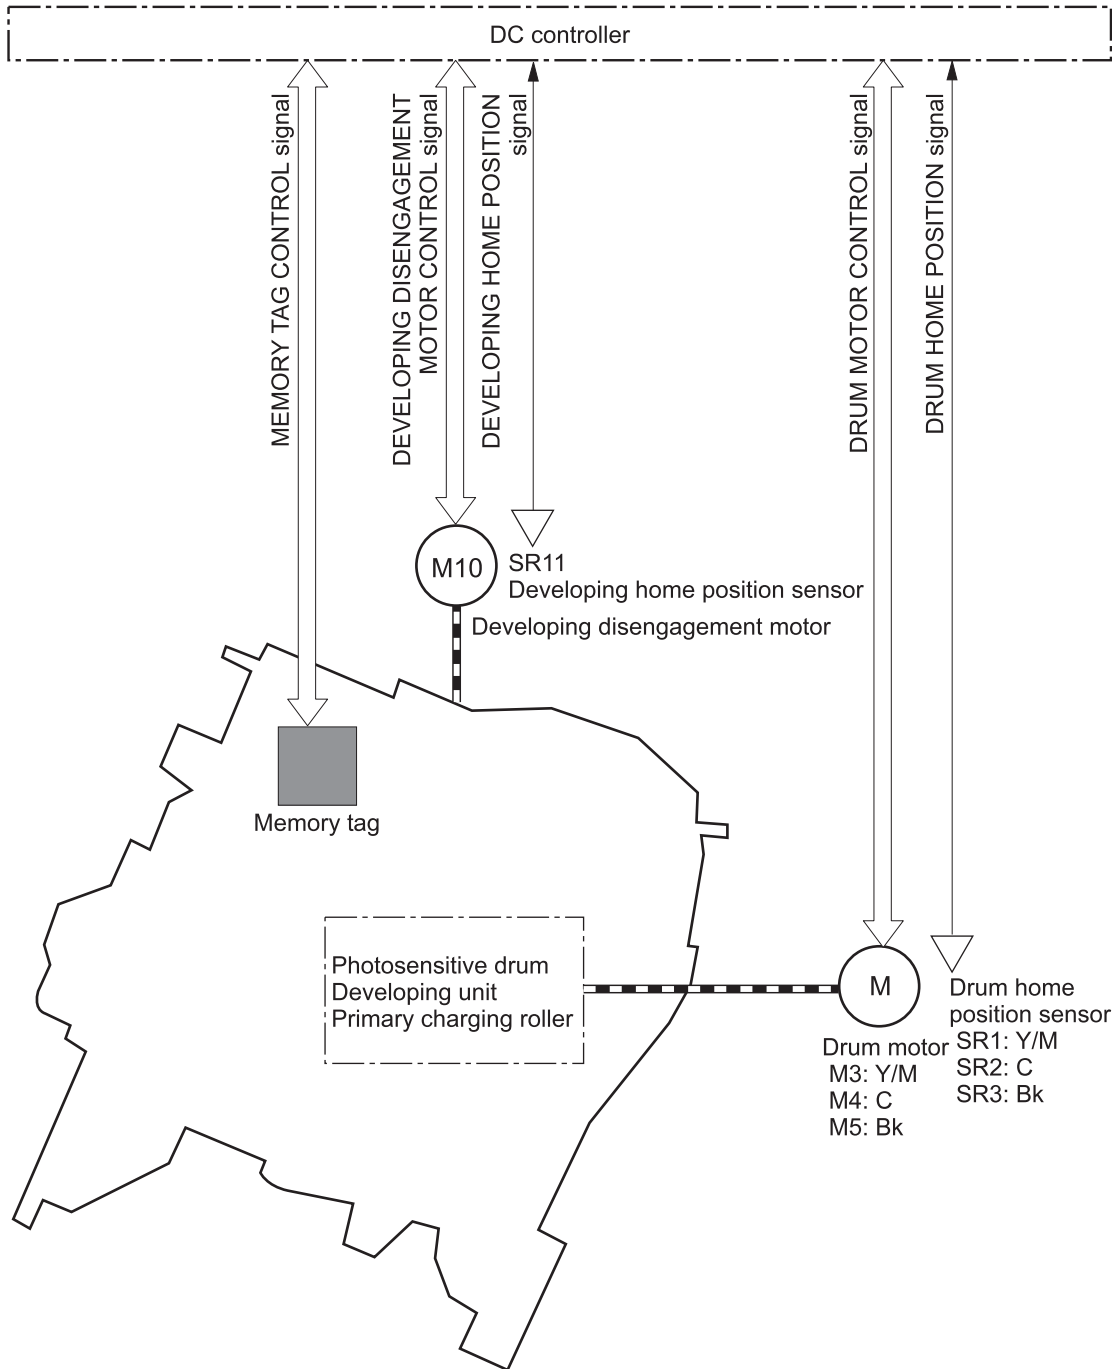 DC controller
MEMORY TAG CONTROL signal
DEVELOPING DISENGAGEMENT
MOTOR CONTROL signal
DEVELOPING HOME POSITION
signal
DRUM MOTOR CONTROL signal
DRUM HOME POSITION signal
M10
SR11
Developing home position sensor
Developing disengagement motor
Memory tag
Photosensitive drum
Developing unit
Primary charging roller
M
Drum motor
M3: Y/M
M4: C
M5: Bk
Drum home
position sensor
SR1: Y/M
SR2: C
SR3: Bk